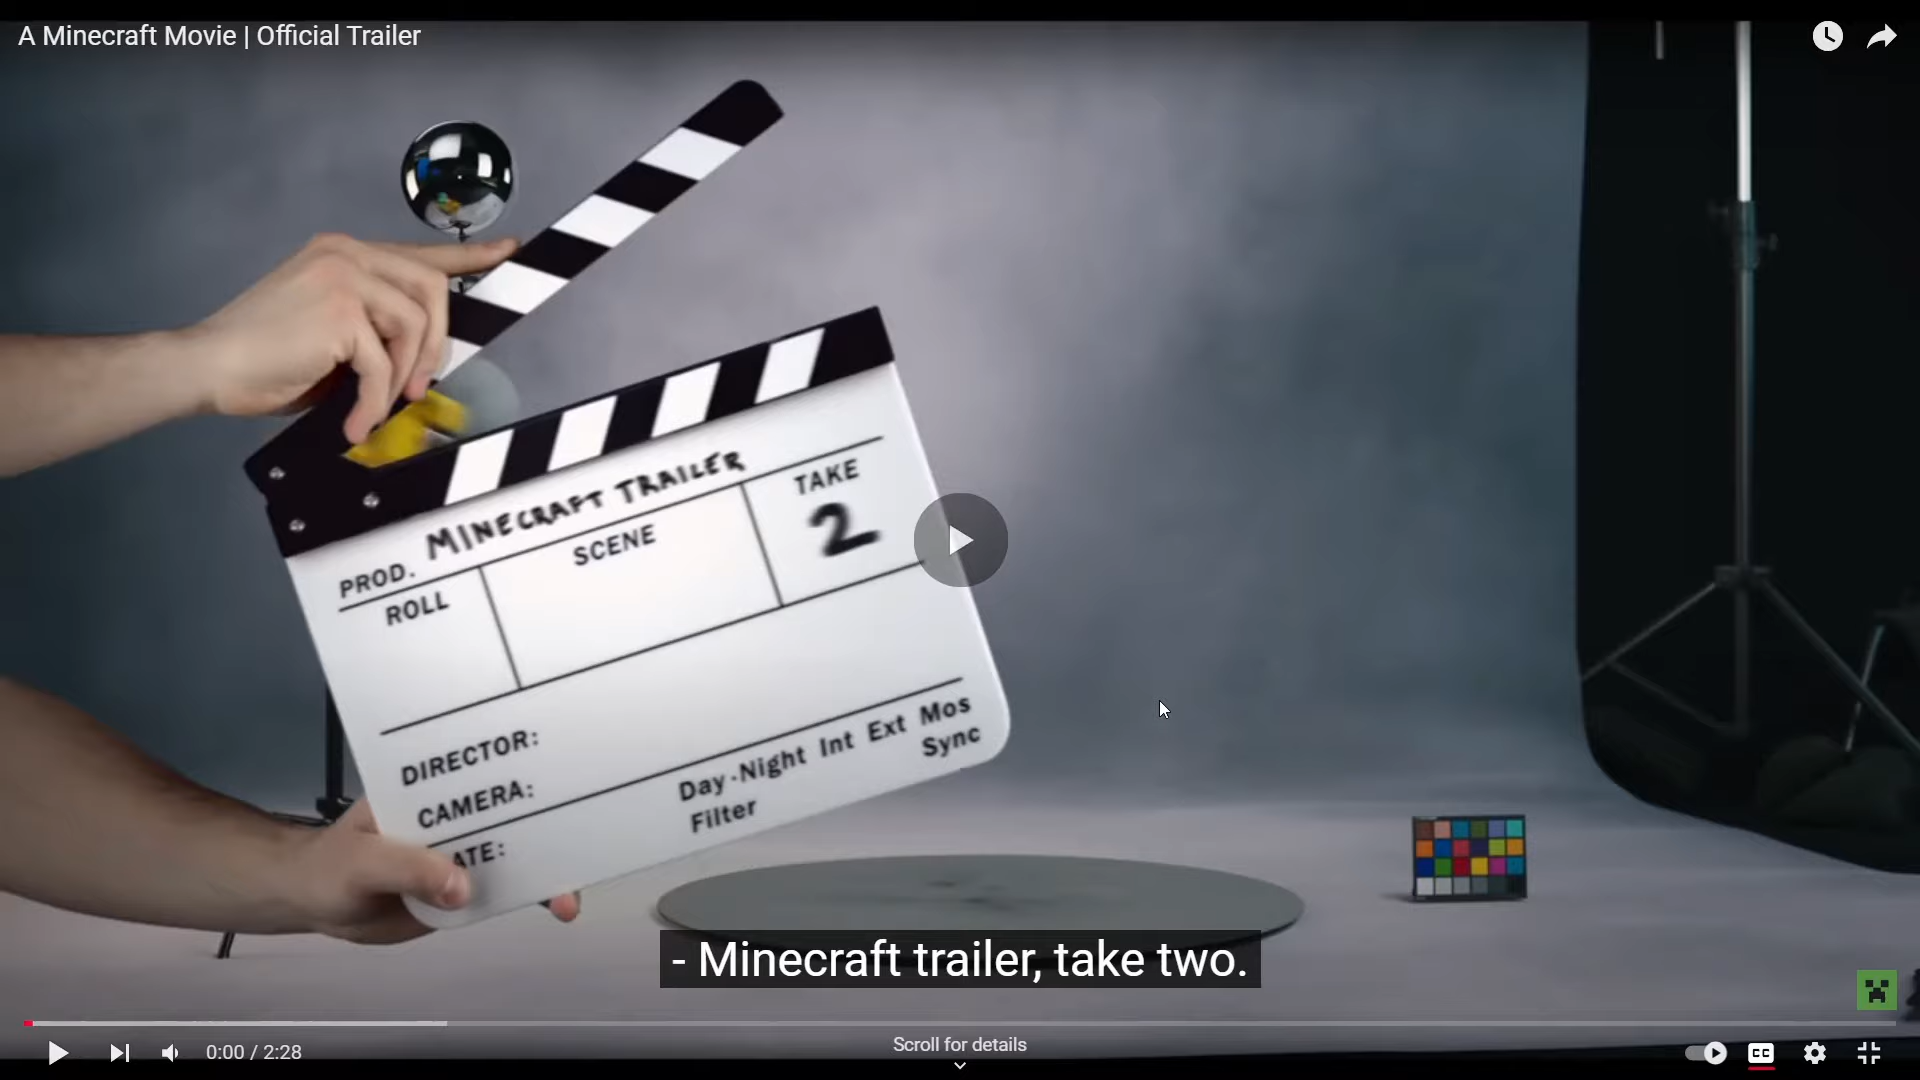 A Minecraft Movie | Official Trailer
PROD. MINECRAFT TRAILER
ROLL
SCENE
TAKE
2
DIRECTOR:
CAMERA:
ATE:
Day-Night Int Ext Mos
Filter
Sync
- Minecraft trailer, take two.
0:00 / 2:28
Scroll for details
CC